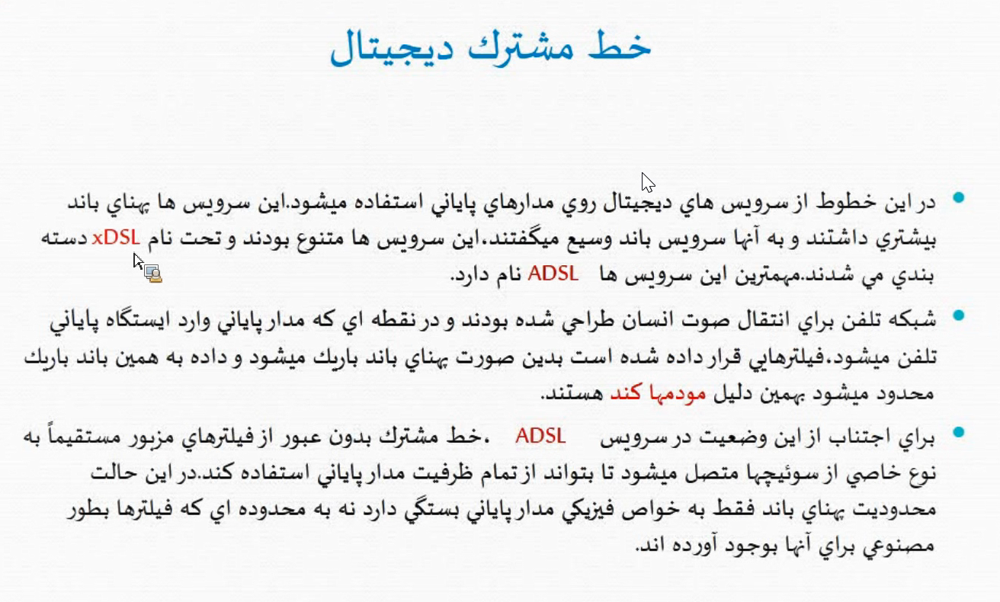 خط مشترك ديجيتال
در اين خطوط از سرويس هاي ديجيتال روي مدارهاي پاياني استفاده ميشود.اين سرويس ها پهناي باند
بيشتري داشتند و به آنها سرويس باند وسيع ميگفتند،اين سرويس ها متنوع بودند و تحت نام xDSL دسته
بندي مي شدند.مهمترين اين سرويس ها ADSL نام دارد.
شبكه تلفن براي انتقال صوت انسان طراحي شده بودند و در نقطه اي كه مدار پاياني وارد ايستگاه پاياني
تلفن ميشود،فيلترهايي قرار داده شده است بدين صورت پهناي باند باريك ميشود و داده به همين باند باريك
محدود ميشود بهمين دليل مودمها كند هستند.
براي اجتناب از اين وضعيت در سرويس ADSL ،خط مشترك بدون عبور از فيلترهاي مزبور مستقيماً به
نوع خاصي از سوئيچها متصل ميشود تا بتواند از تمام ظرفيت مدار پاياني استفاده كند.در اين حالت
محدوديت پهناي باند فقط به خواص فيزيكي مدار پاياني بستگي دارد نه به محدوده اي كه فيلترها بطور
مصنوعي براي آنها بوجود آورده اند.